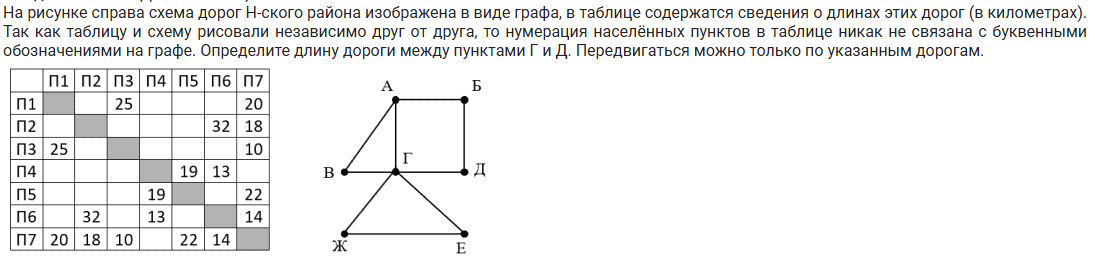 На рисунке справа схема дорог Н-ского района изображена в виде графа, в таблице содержатся сведения о длинах этих дорог (в километрах).
Так как таблицу и схему рисовали независимо друг от друга, то нумерация населённых пунктов в таблице никак не связана с буквенными
обозначениями на графе. Определите длину дороги между пунктами Г и Д. Передвигаться можно только по указанным дорогам.
П1 П2 П3 П4 П5 П6 П7
П1 25 20
П2 32 18
П3 25 10
П4 19 13
П5 19 22
П6 32 13 14
П7 20 18 10 22 14
А Б
Г
В Д
Ж Е